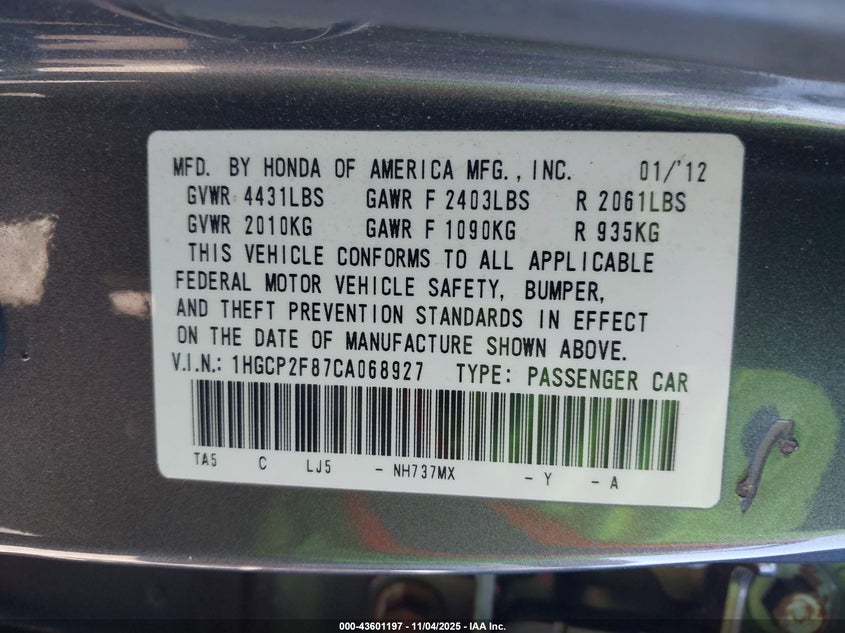 MFD. BY HONDA OF AMERICA MFG., INC. 01/'12
GVWR 4431LBS GAWR F 2403LBS R 2061LBS
GVWR 2010KG GAWR F 1090KG R 935KG
THIS VEHICLE CONFORMS TO ALL APPLICABLE
FEDERAL MOTOR VEHICLE SAFETY, BUMPER,
AND THEFT PREVENTION STANDARDS IN EFFECT
ON THE DATE OF MANUFACTURE SHOWN ABOVE.
V.I.N.: 1HGCP2F87CA068927 TYPE: PASSENGER CAR
TA5 C LJ5 - NH737MX - Y - A
000-43601197 - 11/04/2025 - IAA Inc.